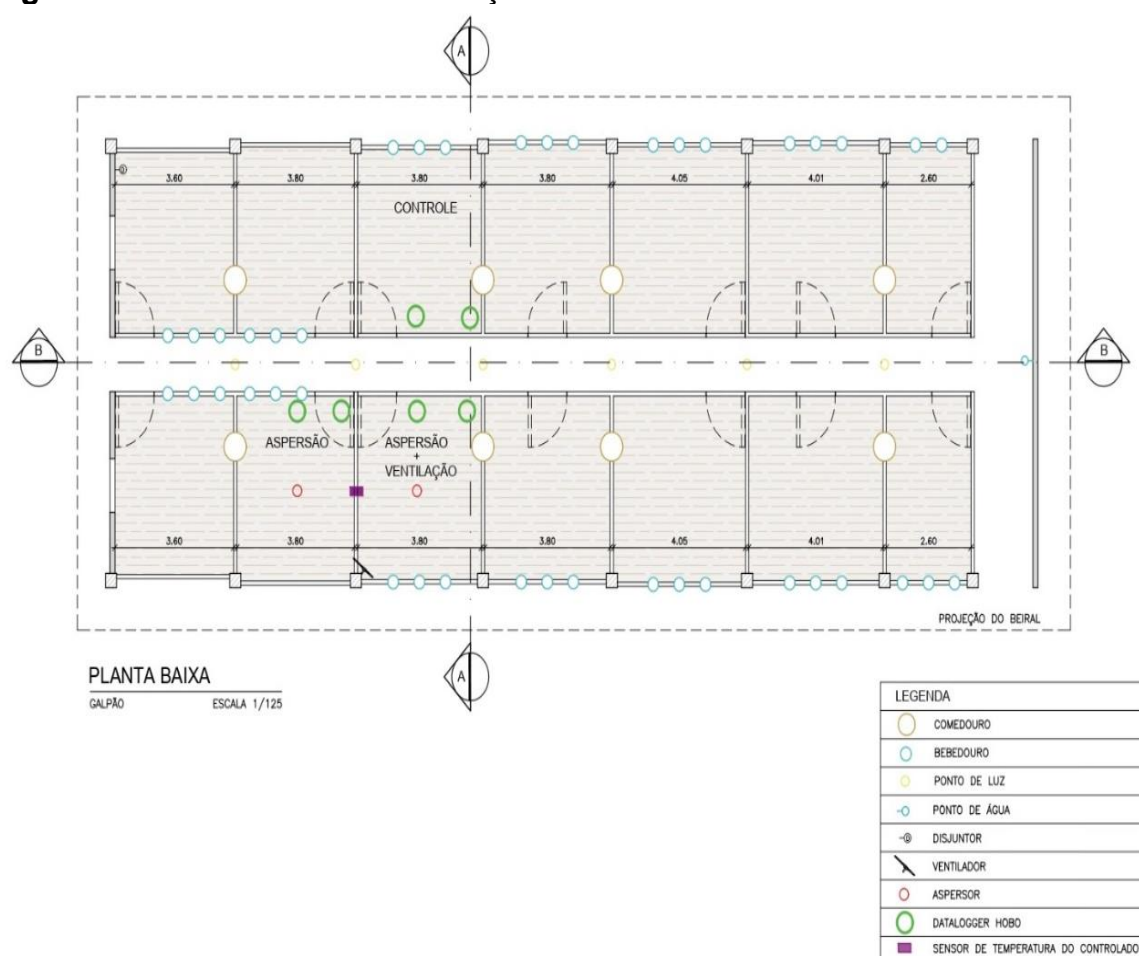 A
3.60 3.80 3.80 3.80 4.05 4.01 2.60
CONTROLE
B B
ASPERSÃO
ASPERSÃO
+
VENTILAÇÃO
3.60 3.80 3.80 3.80 4.05 4.01 2.60
PROJEÇÃO DO BEIRAL
A
PLANTA BAIXA
GALPÃO ESCALA 1/125
LEGENDA
COMEDOURO
BEBEDOURO
PONTO DE LUZ
PONTO DE ÁGUA
DISJUNTOR
VENTILADOR
ASPERSOR
DATALOGGER HOBO
SENSOR DE TEMPERATURA DO CONTROLADO